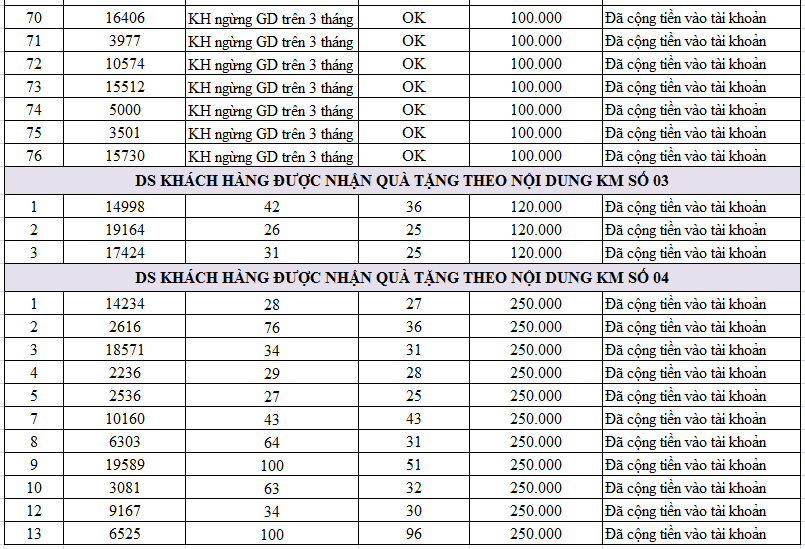 70 16406 KH ngừng GD trên 3 tháng OK 100.000 Đã cộng tiền vào tài khoản
71 3977 KH ngừng GD trên 3 tháng OK 100.000 Đã cộng tiền vào tài khoản
72 10574 KH ngừng GD trên 3 tháng OK 100.000 Đã cộng tiền vào tài khoản
73 15512 KH ngừng GD trên 3 tháng OK 100.000 Đã cộng tiền vào tài khoản
74 5000 KH ngừng GD trên 3 tháng OK 100.000 Đã cộng tiền vào tài khoản
75 3501 KH ngừng GD trên 3 tháng OK 100.000 Đã cộng tiền vào tài khoản
76 15730 KH ngừng GD trên 3 tháng OK 100.000 Đã cộng tiền vào tài khoản
DS KHÁCH HÀNG ĐƯỢC NHẬN QUÀ TẶNG THEO NỘI DUNG KM SỐ 03
1 14998 42 36 120.000 Đã cộng tiền vào tài khoản
2 19164 26 25 120.000 Đã cộng tiền vào tài khoản
3 17424 31 25 120.000 Đã cộng tiền vào tài khoản
DS KHÁCH HÀNG ĐƯỢC NHẬN QUÀ TẶNG THEO NỘI DUNG KM SỐ 04
1 14234 28 27 250.000 Đã cộng tiền vào tài khoản
2 2616 76 36 250.000 Đã cộng tiền vào tài khoản
3 18571 34 31 250.000 Đã cộng tiền vào tài khoản
4 2236 29 28 250.000 Đã cộng tiền vào tài khoản
5 2536 27 25 250.000 Đã cộng tiền vào tài khoản
7 10160 43 43 250.000 Đã cộng tiền vào tài khoản
8 6303 64 31 250.000 Đã cộng tiền vào tài khoản
9 19589 100 51 250.000 Đã cộng tiền vào tài khoản
10 3081 63 32 250.000 Đã cộng tiền vào tài khoản
12 9167 34 30 250.000 Đã cộng tiền vào tài khoản
13 6525 100 96 250.000 Đã cộng tiền vào tài khoản